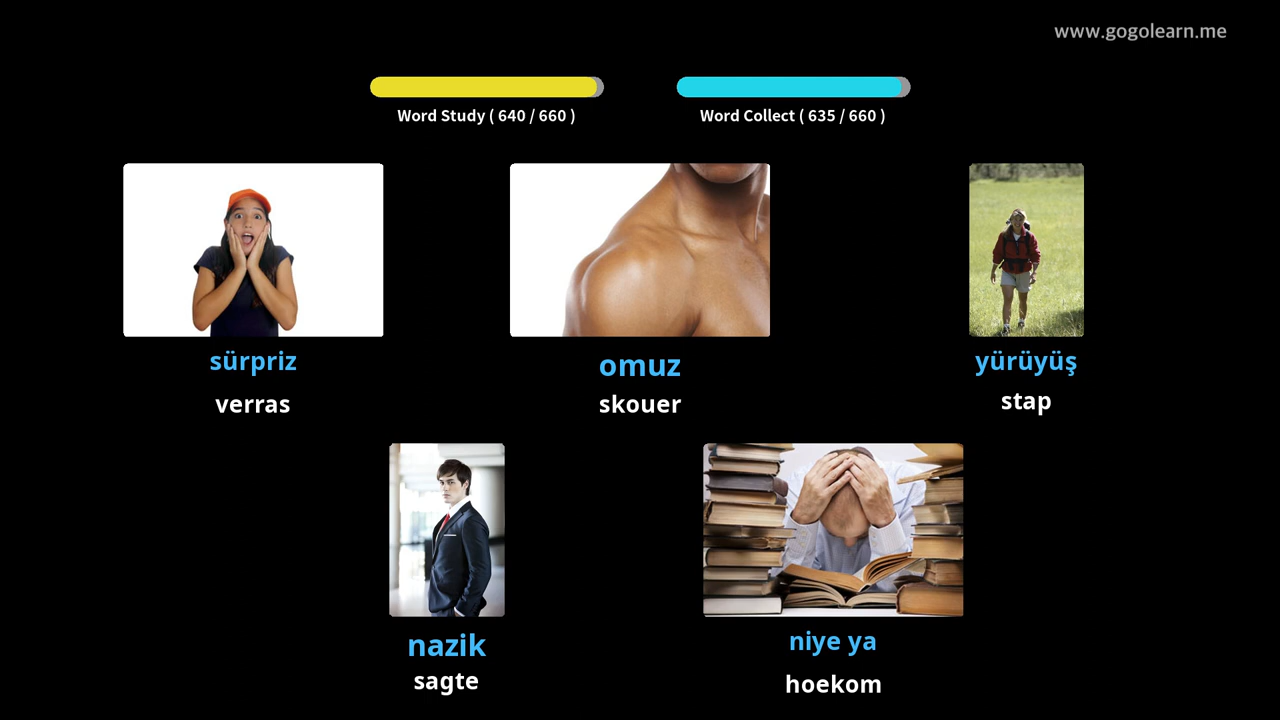 www.gogolearn.me
Word Study ( 640 / 660 )
Word Collect ( 635 / 660 )
sürpriz
verras
omuz
skouer
yürüyüş
stap
nazik
sagte
niye ya
hoekom